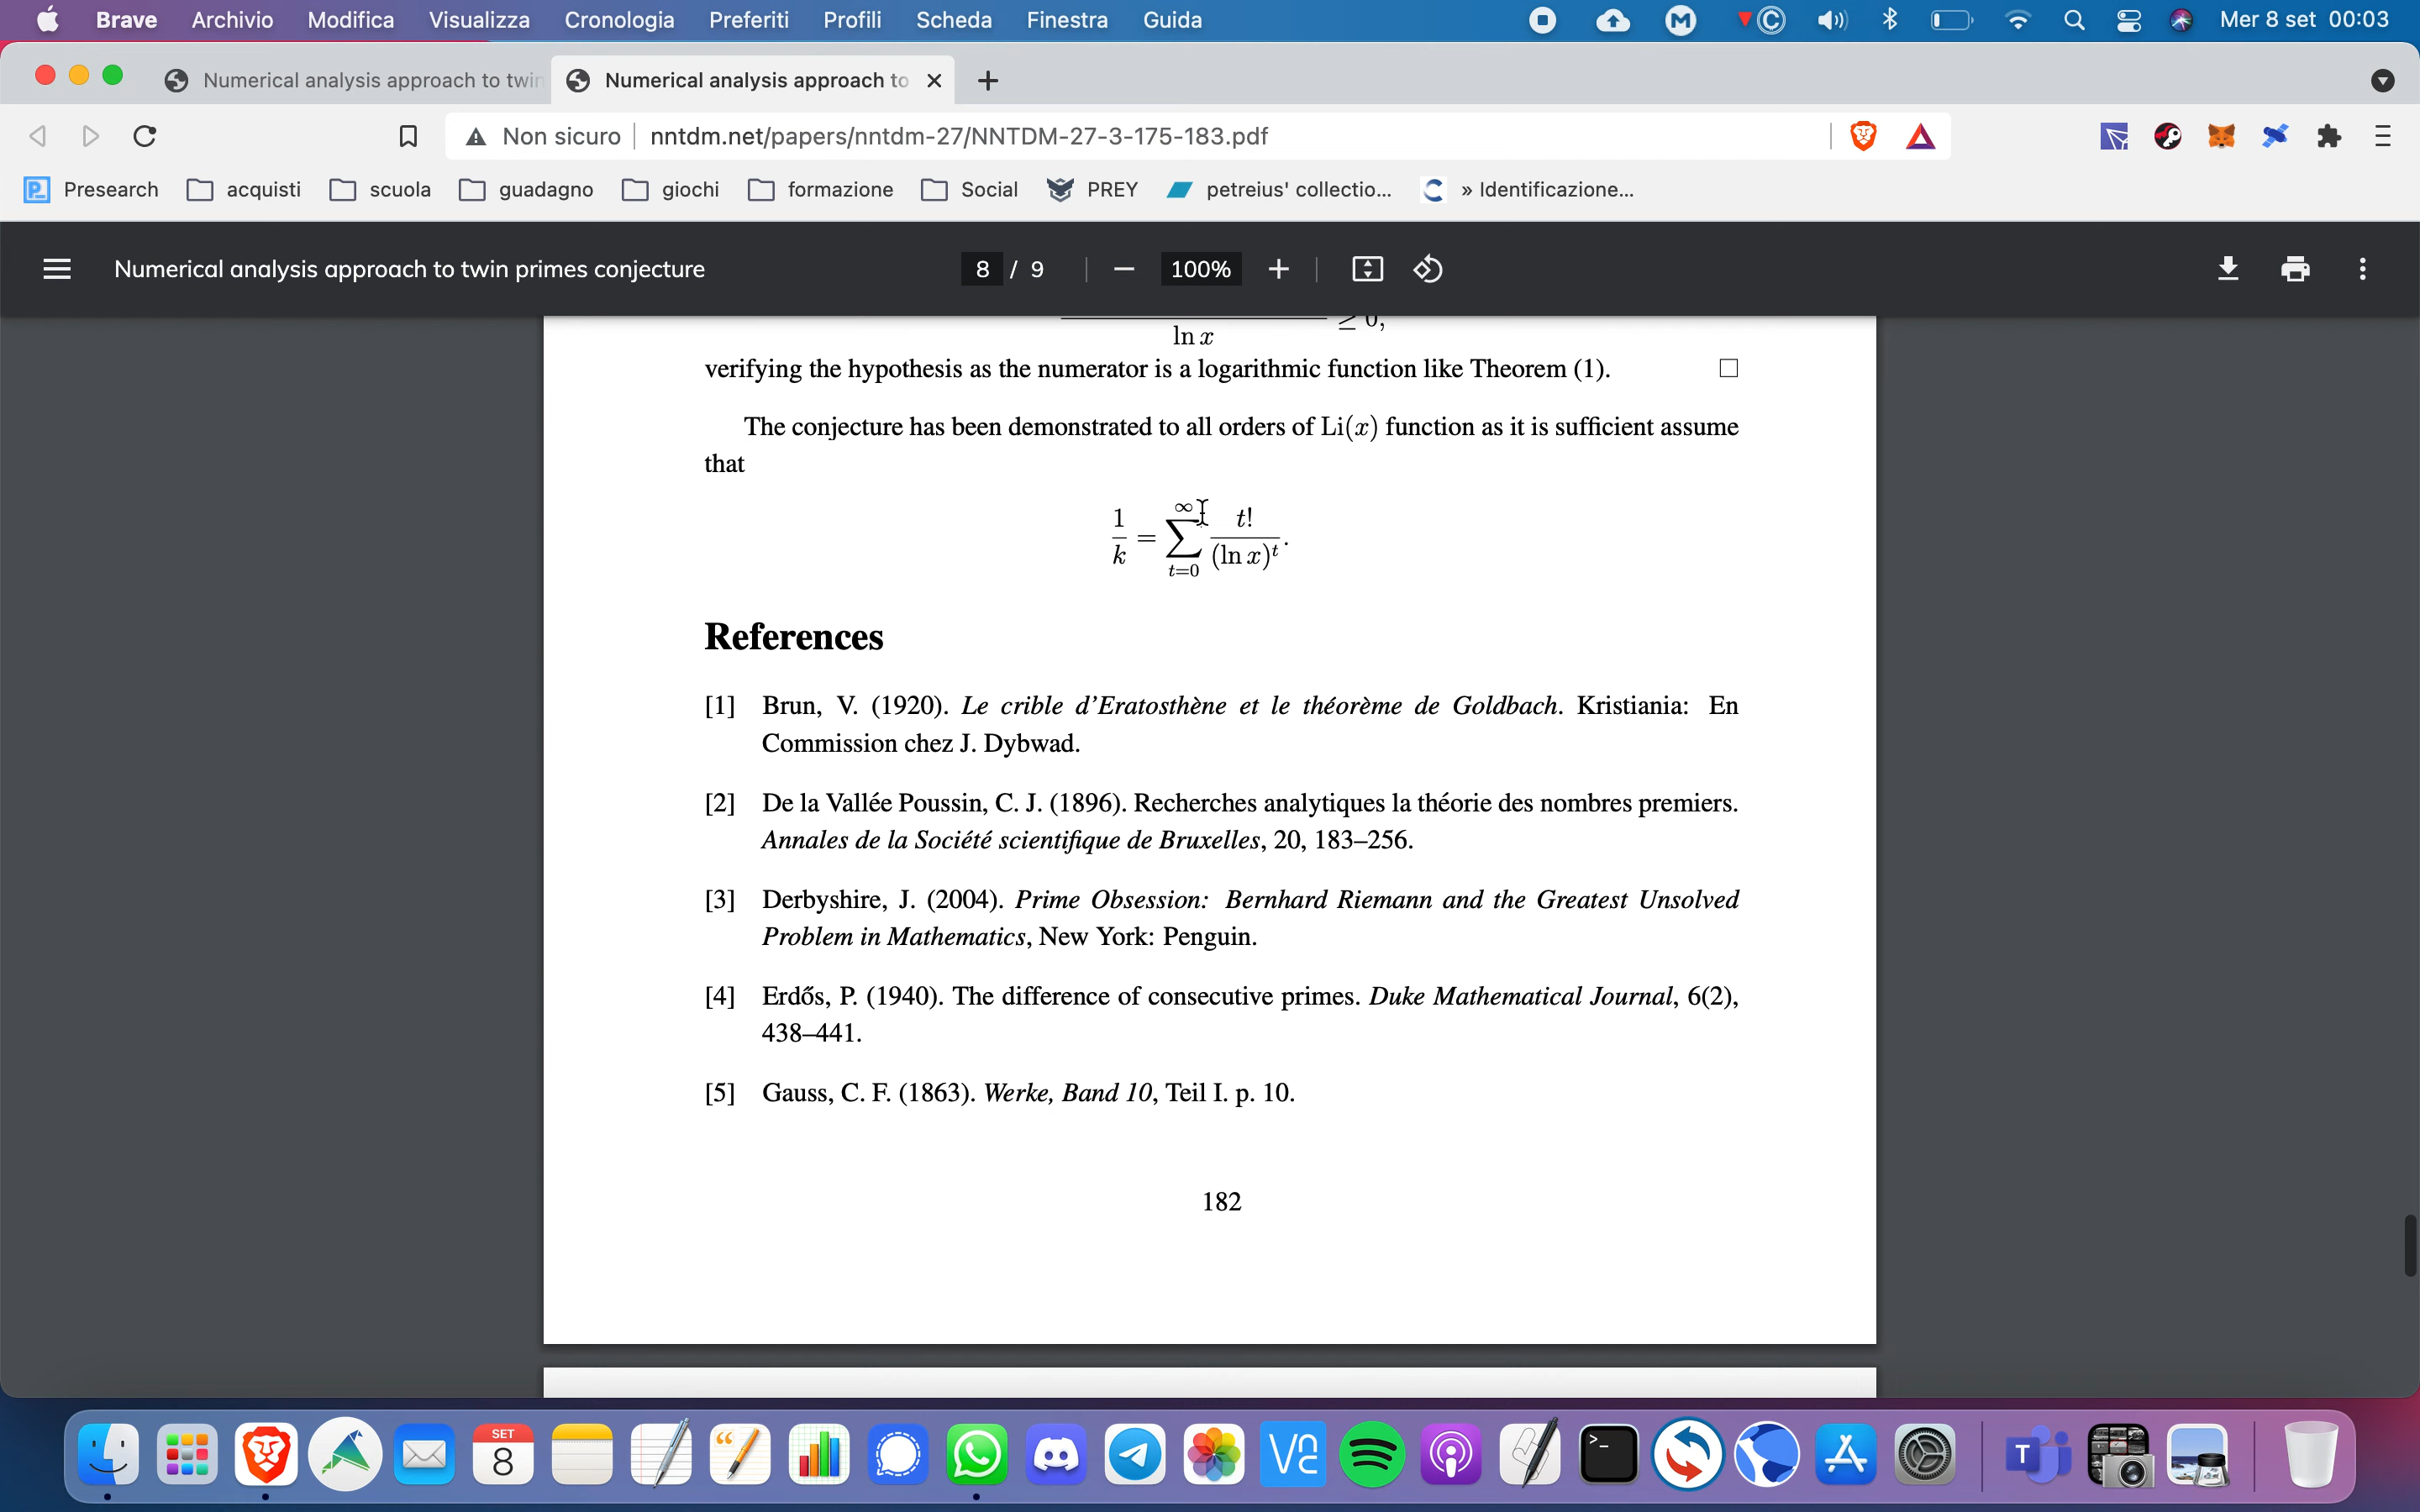 Brave Archivio Modifica Visualizza Cronologia Preferiti Profili Scheda Finestra Guida Mer 8 set 00:03
Numerical analysis approach to twin Numerical analysis approach to
Non sicuro nntdm.net/papers/nntdm-27/NNTDM-27-3-175-183.pdf
Presearch acquisti scuola guadagno giochi formazione Social PREY petreius' collectio... » Identificazione...
Numerical analysis approach to twin primes conjecture 8 / 9 100%
ln x ≥ 0,
verifying the hypothesis as the numerator is a logarithmic function like Theorem (1). □
The conjecture has been demonstrated to all orders of Li(x) function as it is sufficient assume
that
1/k = ∑_{t=0}^{∞} t!/(ln x)^t.
References
[1] Brun, V. (1920). Le crible d'Eratosthène et le théorème de Goldbach. Kristiania: En
Commission chez J. Dybwad.
[2] De la Vallée Poussin, C. J. (1896). Recherches analytiques la théorie des nombres premiers.
Annales de la Société scientifique de Bruxelles, 20, 183–256.
[3] Derbyshire, J. (2004). Prime Obsession: Bernhard Riemann and the Greatest Unsolved
Problem in Mathematics, New York: Penguin.
[4] Erdős, P. (1940). The difference of consecutive primes. Duke Mathematical Journal, 6(2),
438–441.
[5] Gauss, C. F. (1863). Werke, Band 10, Teil I. p. 10.
182
SET
8